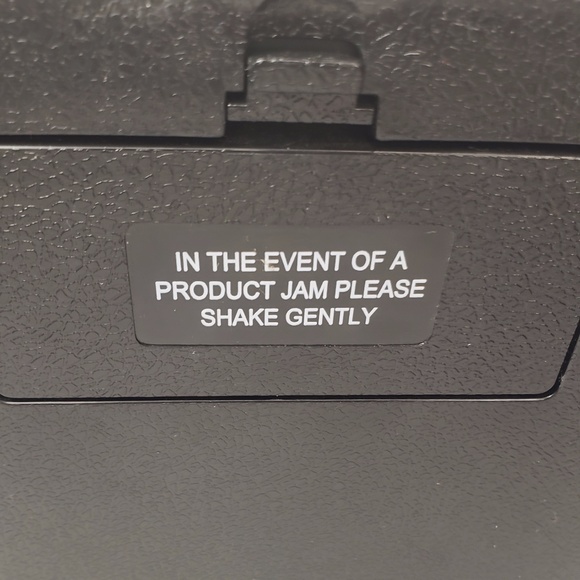 IN THE EVENT OF A
PRODUCT JAM PLEASE
SHAKE GENTLY